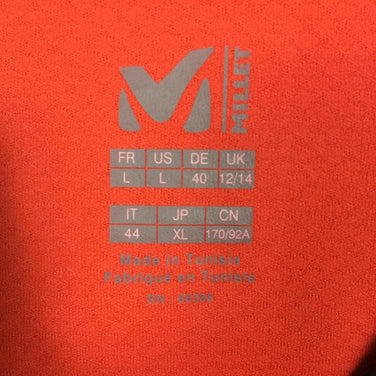 MILLET
FR US DE UK
L L 40 12/14
IT JP CN
44 XL 170/92A
Made in Tunisia
Fabriqué en Tunisie